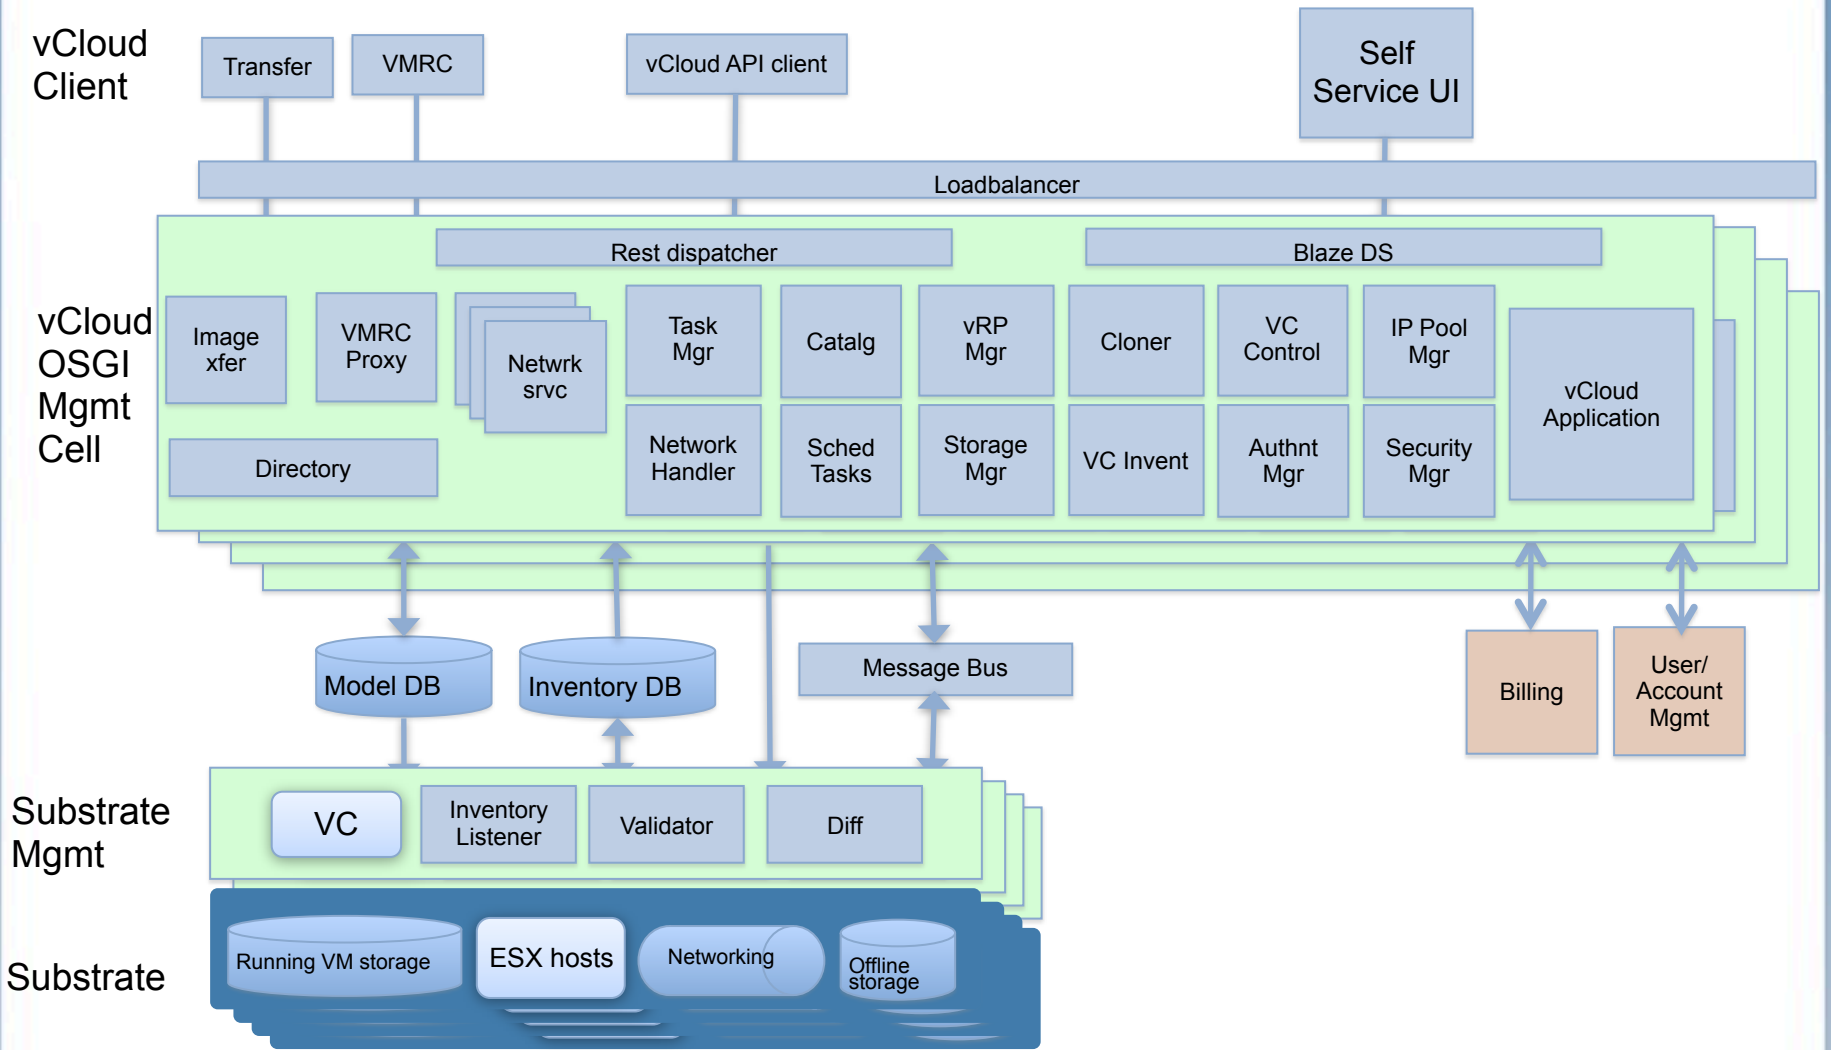 vCloud
Client
Transfer
VMRC
vCloud API client
Self
Service UI
Loadbalancer
vCloud
OSGI
Mgmt
Cell
Rest dispatcher
Blaze DS
Image
xfer
VMRC
Proxy
Netwrk
srvc
Task
Mgr
Catalg
vRP
Mgr
Cloner
VC
Control
IP Pool
Mgr
vCloud
Application
Directory
Network
Handler
Sched
Tasks
Storage
Mgr
VC Invent
Authnt
Mgr
Security
Mgr
Model DB
Inventory DB
Message Bus
Billing
User/
Account
Mgmt
Substrate
Mgmt
VC
Inventory
Listener
Validator
Diff
Substrate
Running VM storage
ESX hosts
Networking
Offline
storage